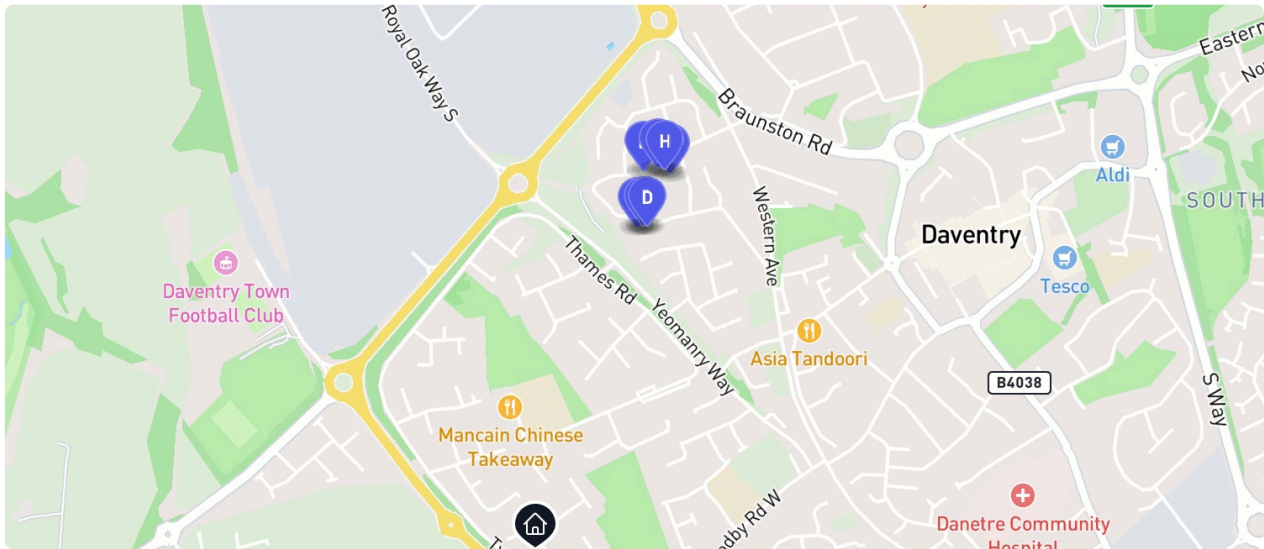 Royal Oak Way S
Eastern
Braunston Rd
H
D
Aldi
SOUTH
Western Ave
Daventry
Thames Rd
Tesco
Daventry Town
Football Club
Yeomanry Way
Asia Tandoori
B4038
S Way
Mancain Chinese
Takeaway
Danetre Community
Hospital